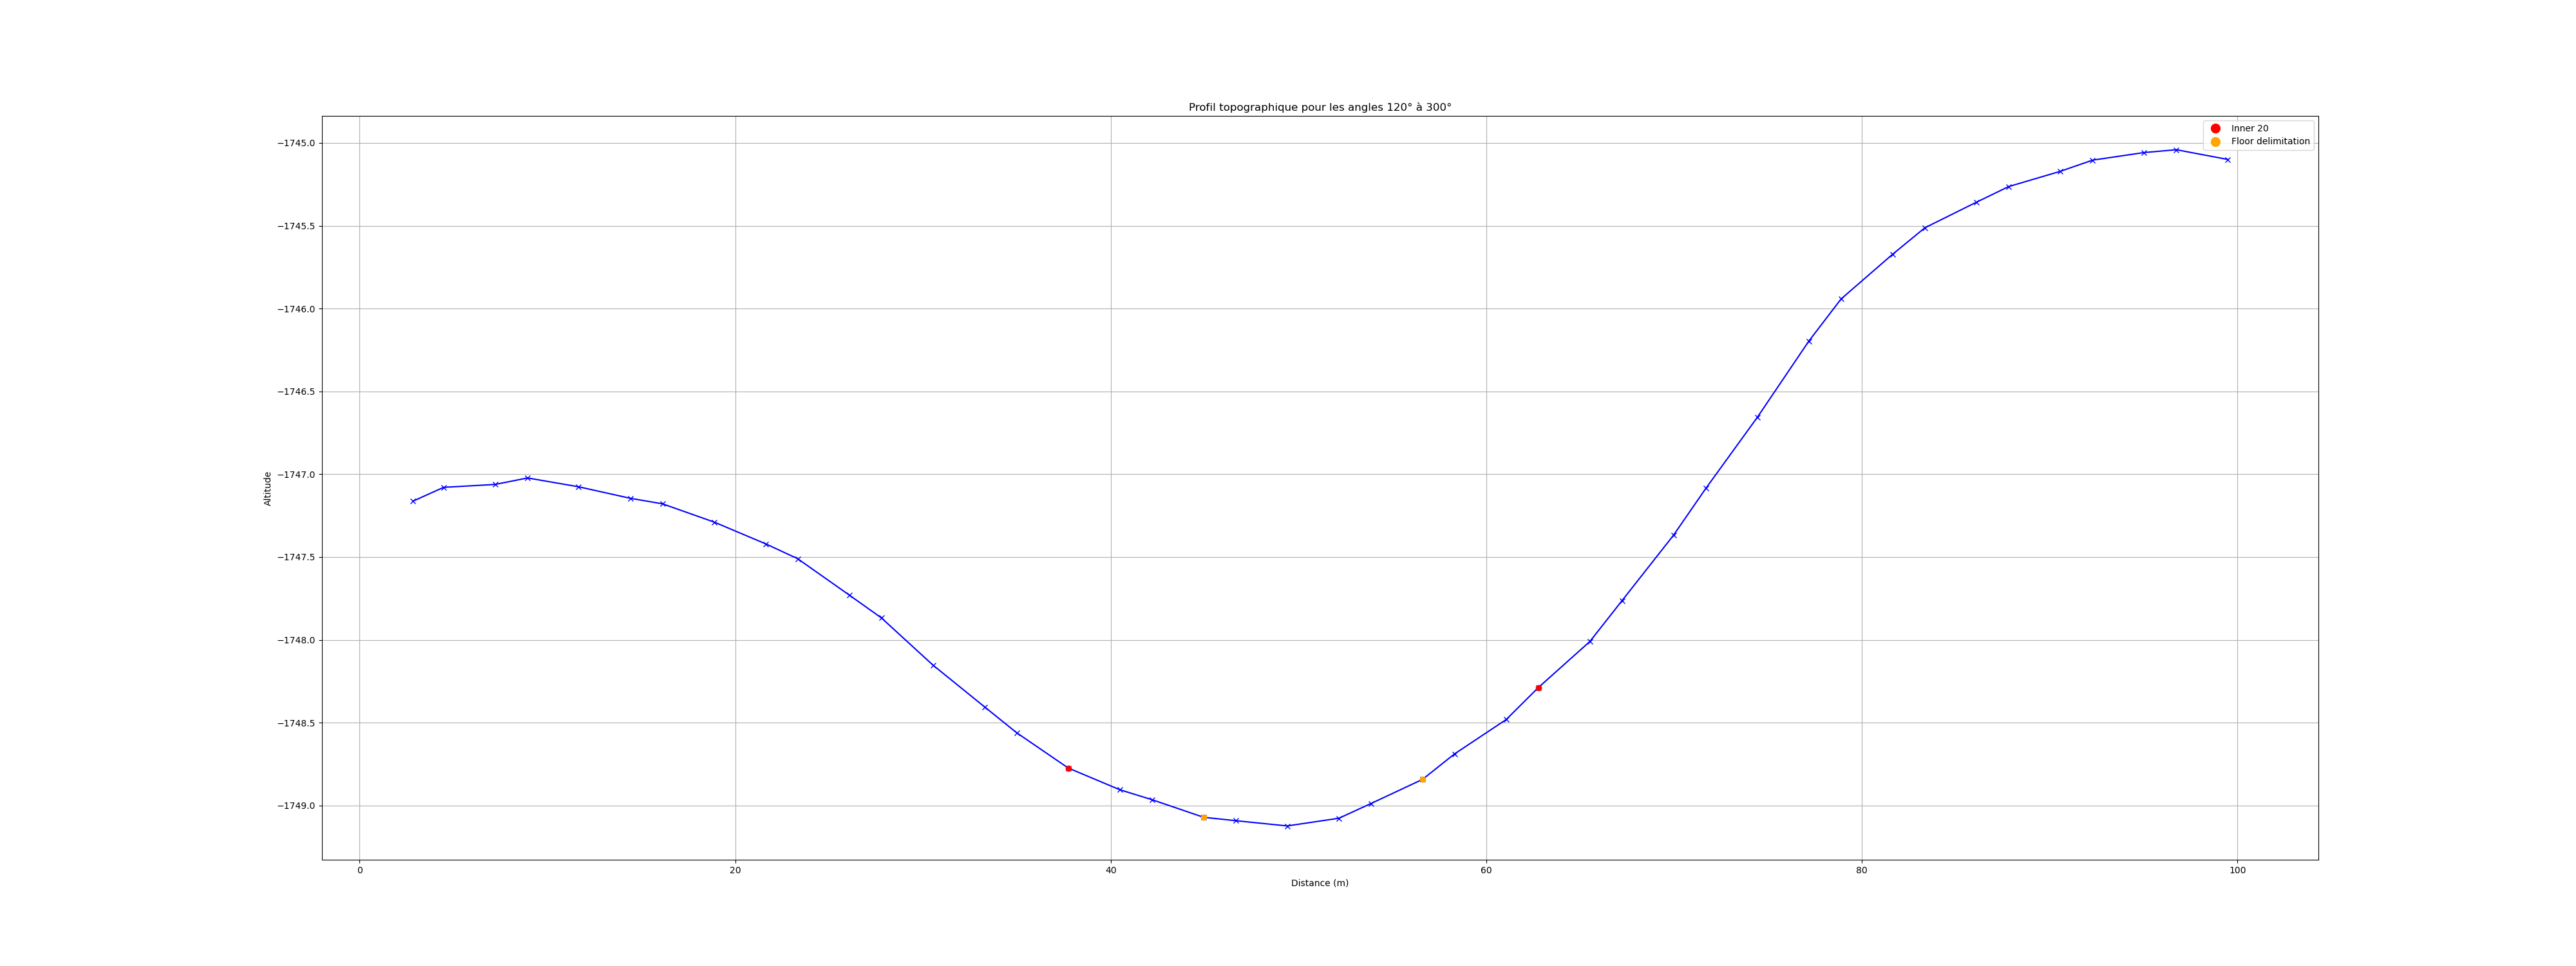 Profil topographique pour les angles 120° à 300°
Inner 20
Floor delimitation
Altitude
−1745.0
−1745.5
−1746.0
−1746.5
−1747.0
−1747.5
−1748.0
−1748.5
−1749.0
0 20 40 60 80 100
Distance (m)